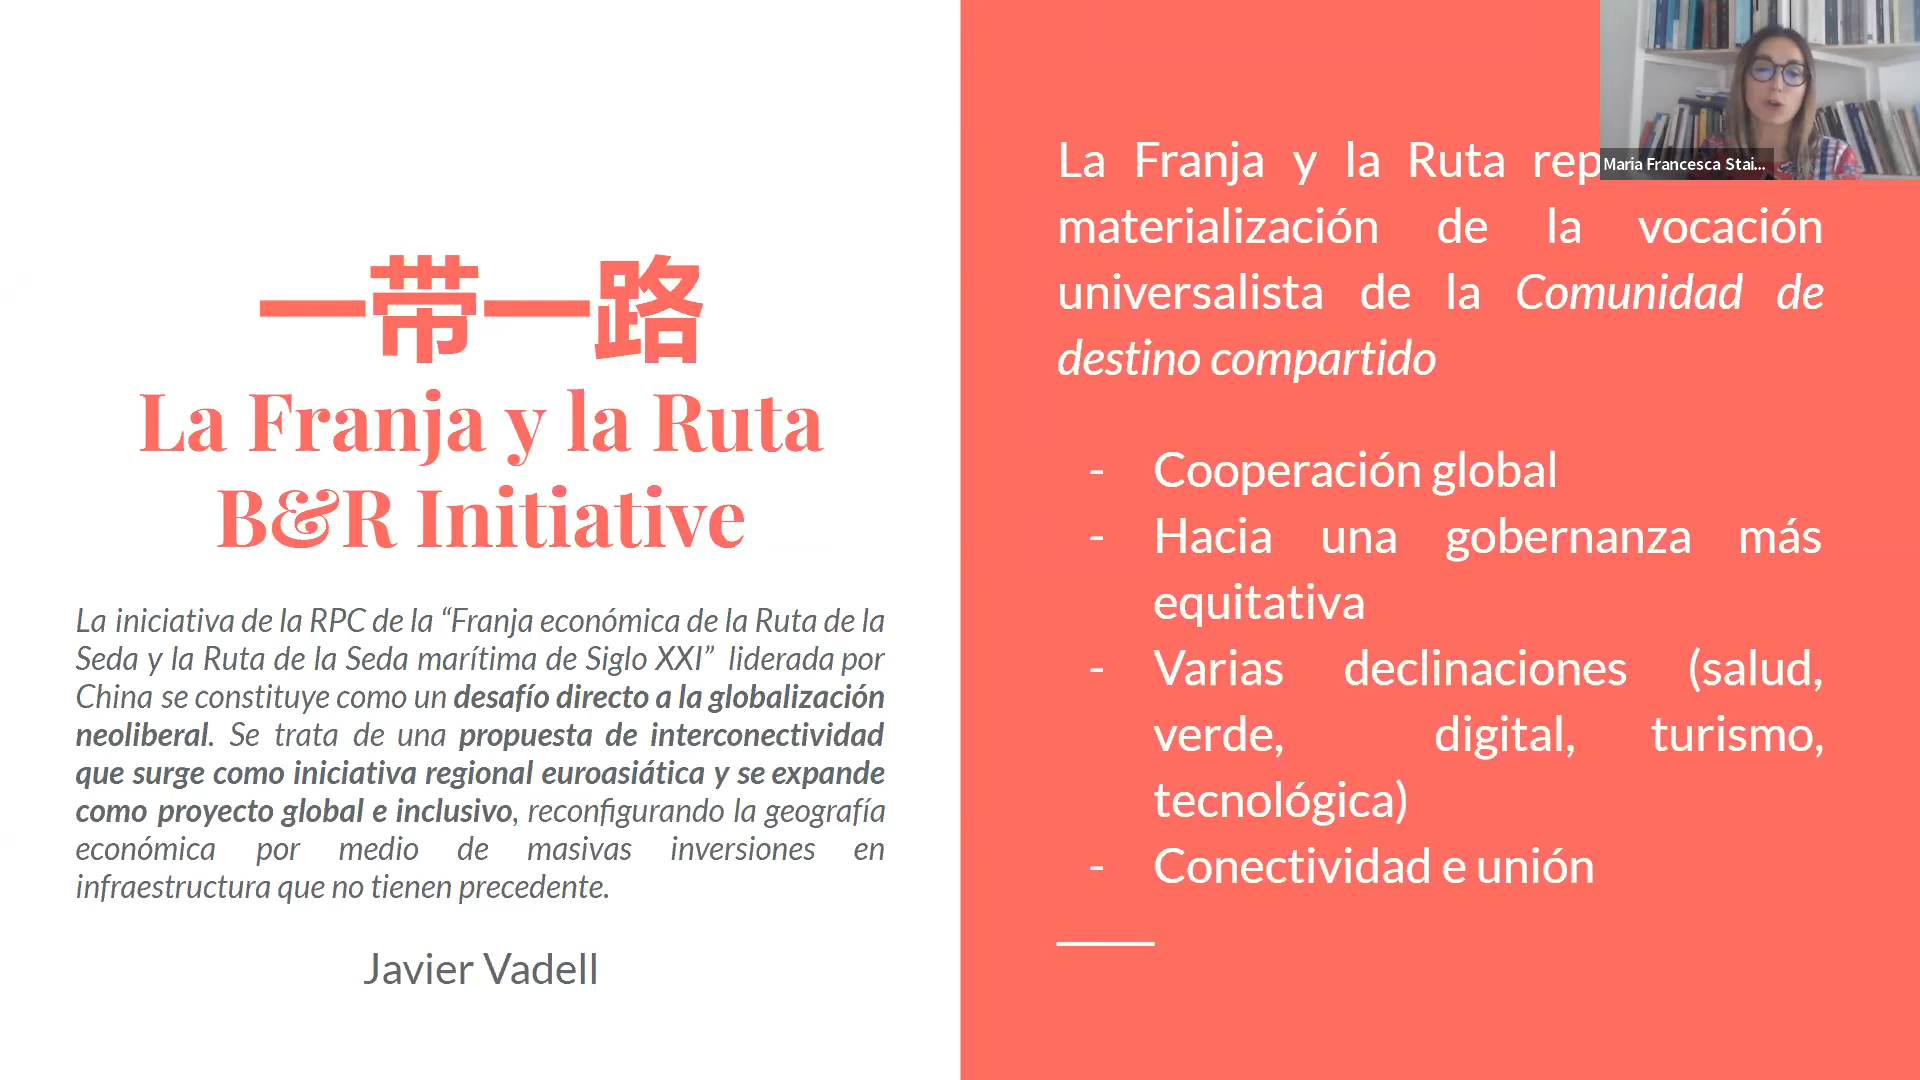 一带一路
La Franja y la Ruta
B&R Initiative
La iniciativa de la RPC de la “Franja económica de la Ruta de la
Seda y la Ruta de la Seda marítima de Siglo XXI” liderada por
China se constituye como un desafío directo a la globalización
neoliberal. Se trata de una propuesta de interconectividad
que surge como iniciativa regional euroasiática y se expande
como proyecto global e inclusivo, reconfigurando la geografía
económica por medio de masivas inversiones en
infraestructura que no tienen precedente.
Javier Vadell
La Franja y la Ruta rep
materialización de la vocación
universalista de la Comunidad de
destino compartido
- Cooperación global
- Hacia una gobernanza más
equitativa
- Varias declinaciones (salud,
verde, digital, turismo,
tecnológica)
- Conectividad e unión
Maria Francesca Stai...